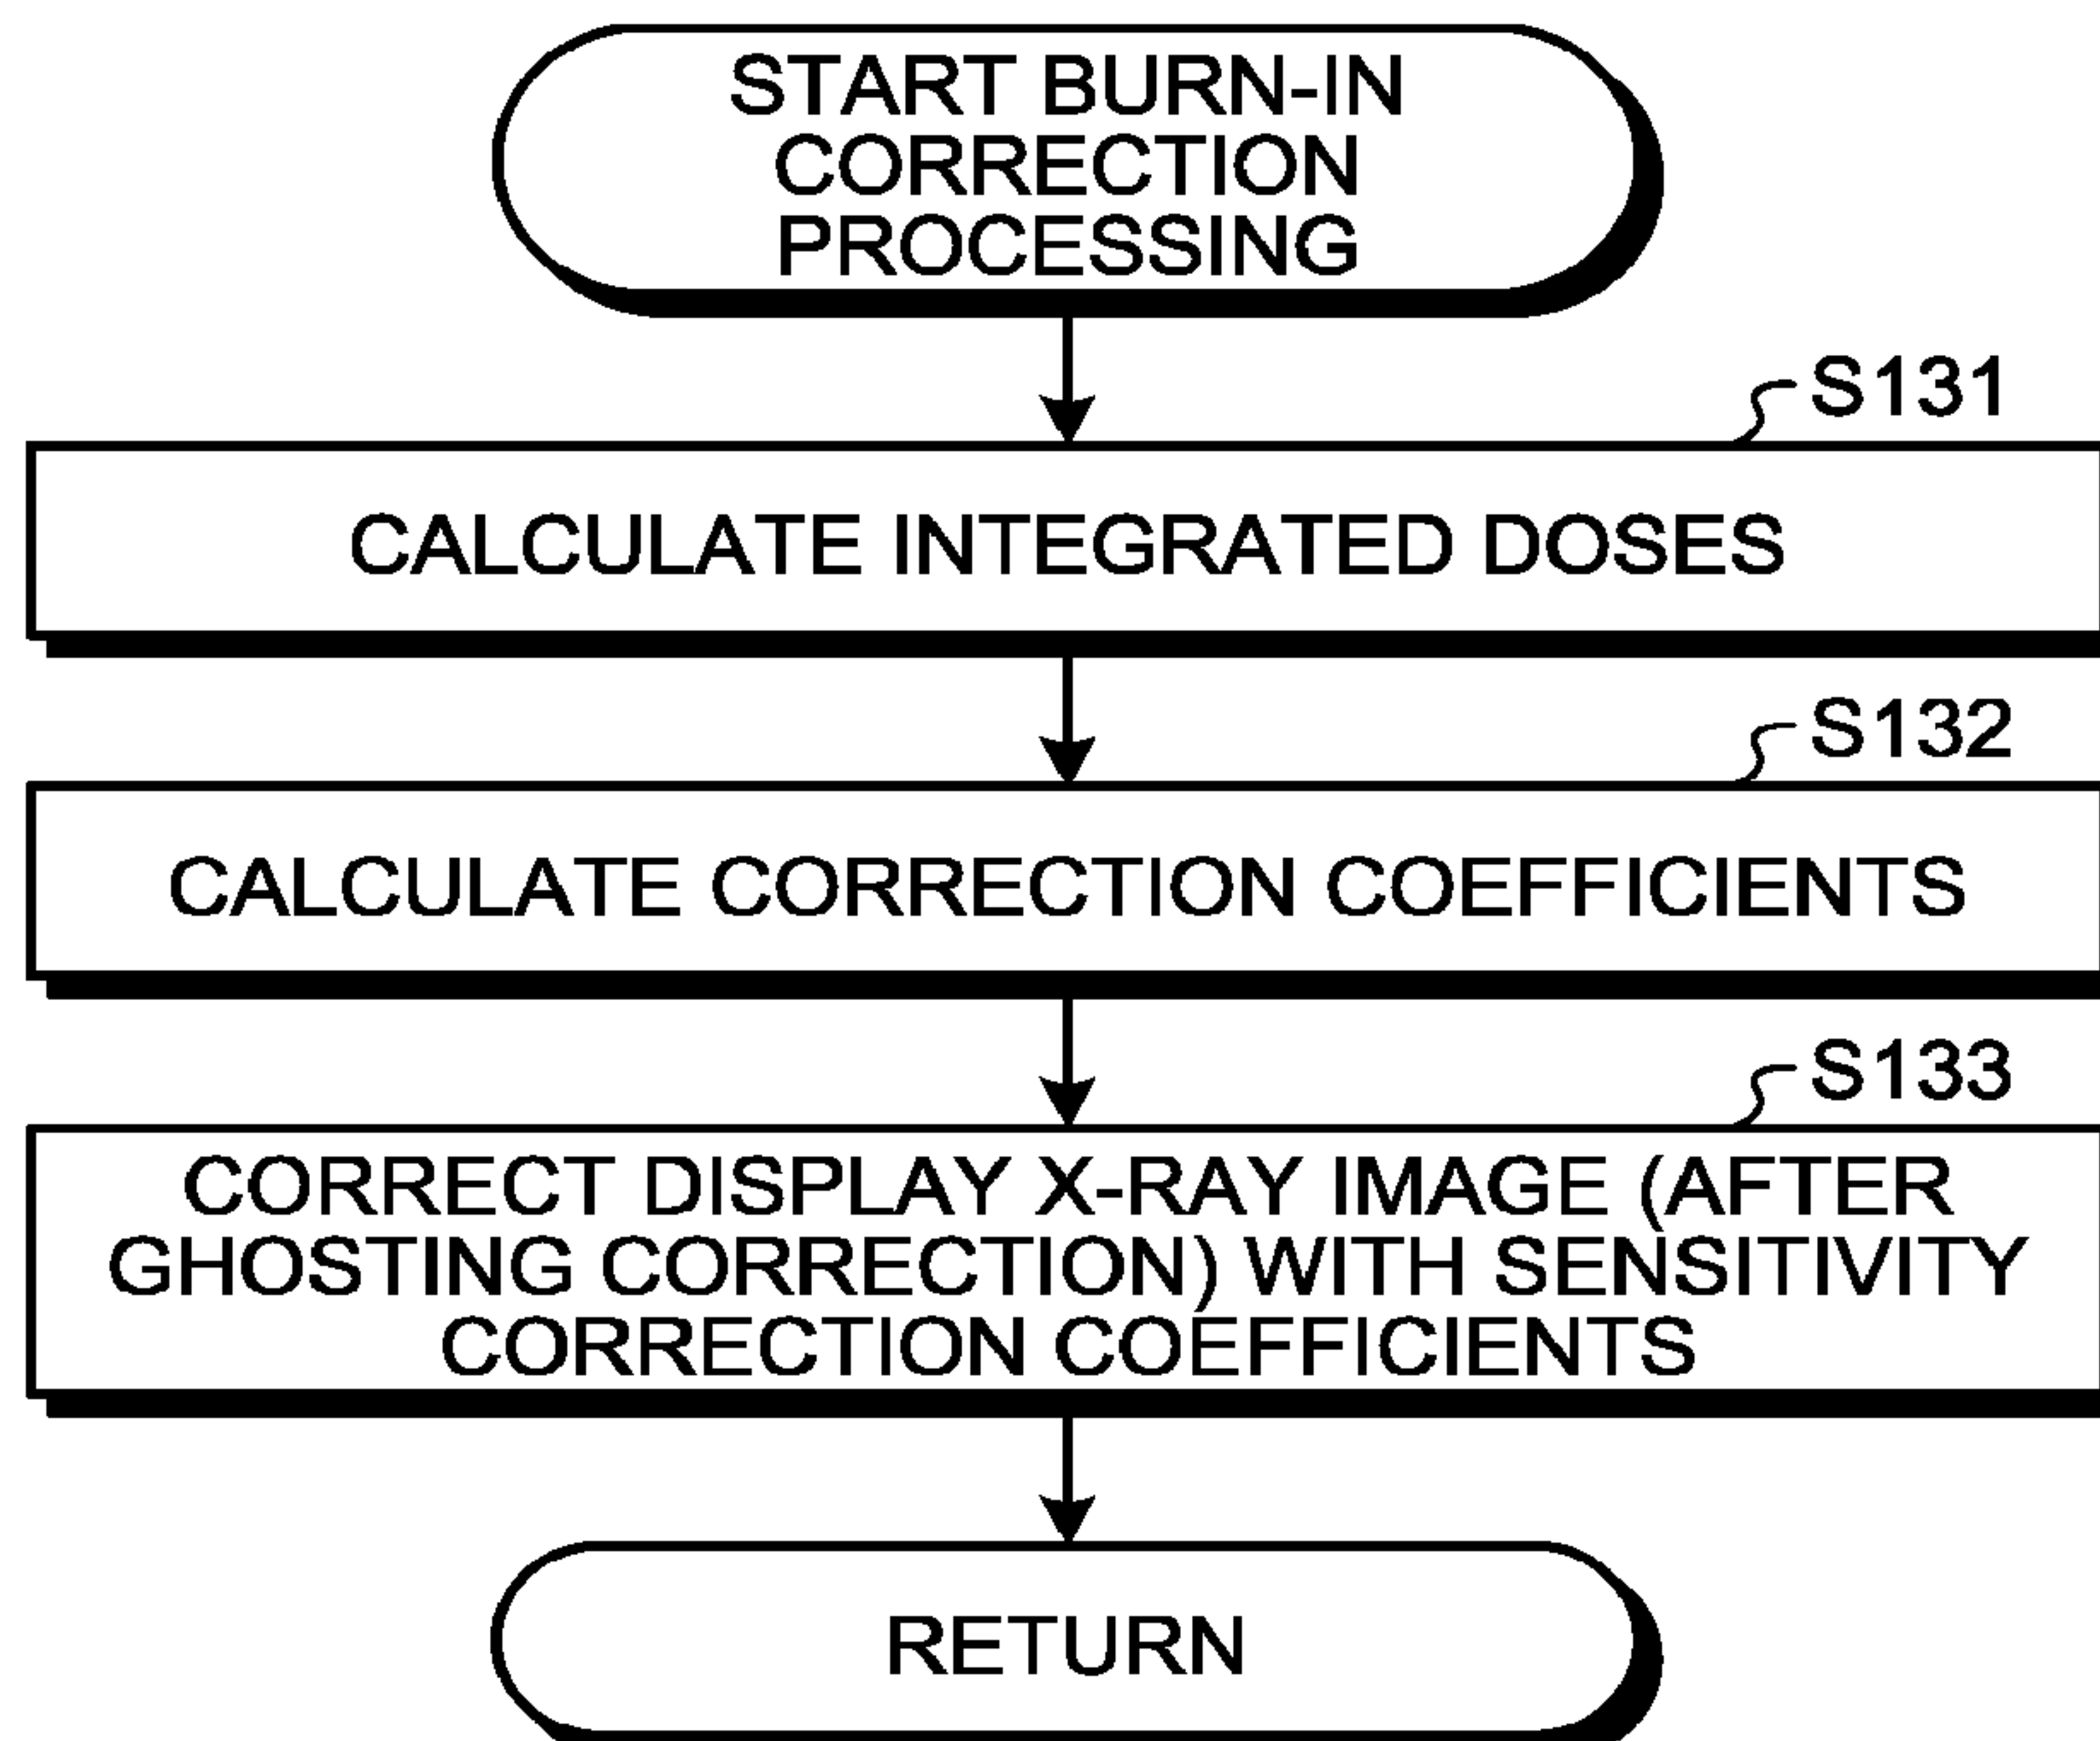 START BURN-IN
CORRECTION
PROCESSING
S131
CALCULATE INTEGRATED DOSES
S132
CALCULATE CORRECTION COEFFICIENTS
S133
CORRECT DISPLAY X-RAY IMAGE (AFTER
GHOSTING CORRECTION) WITH SENSITIVITY
CORRECTION COEFFICIENTS
RETURN